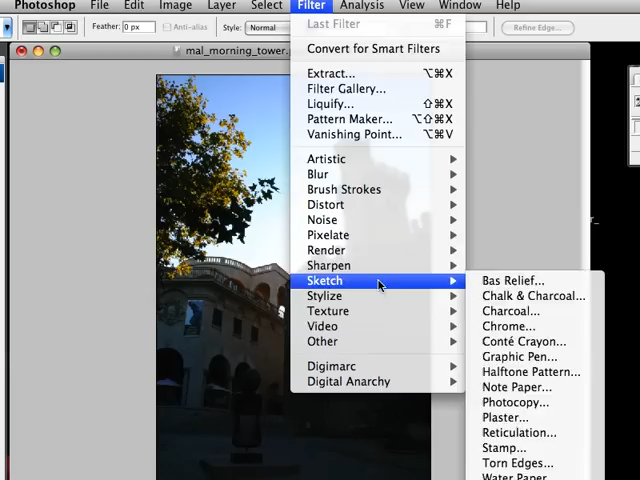 Photoshop File Edit Image Layer Select Filter Analysis View Window Help
Feather: 0 px Anti-alias Style: Normal Refine Edge...
mal_morning_tower.p
Last Filter ⌘F
Convert for Smart Filters
Extract... ⌥⌘X
Filter Gallery...
Liquify... ⇧⌘X
Pattern Maker... ⌥⇧⌘X
Vanishing Point... ⌥⌘V
Artistic
Blur
Brush Strokes
Distort
Noise
Pixelate
Render
Sharpen
Sketch
Stylize
Texture
Video
Other
Digimarc
Digital Anarchy
Bas Relief...
Chalk & Charcoal...
Charcoal...
Chrome...
Conté Crayon...
Graphic Pen...
Halftone Pattern...
Note Paper...
Photocopy...
Plaster...
Reticulation...
Stamp...
Torn Edges...
Water Paper